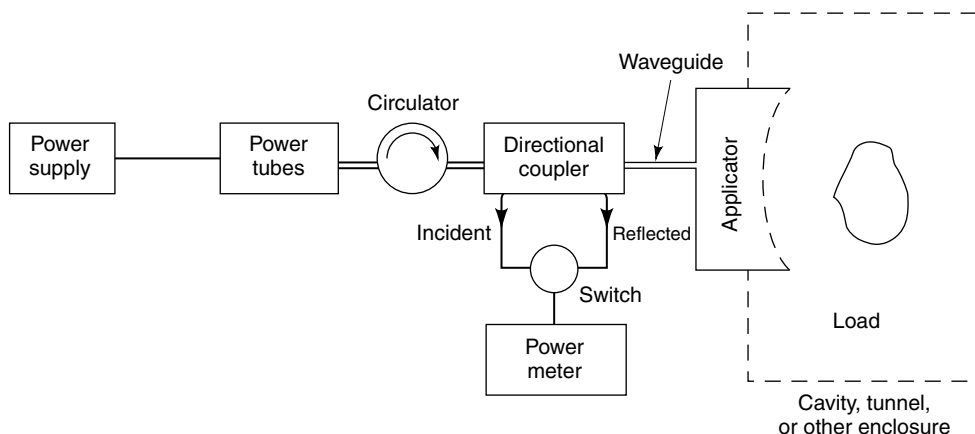 Waveguide
Circulator
Power
supply
Power
tubes
Directional
coupler
Applicator
Incident
Reflected
Switch
Load
Power
meter
Cavity, tunnel,
or other enclosure